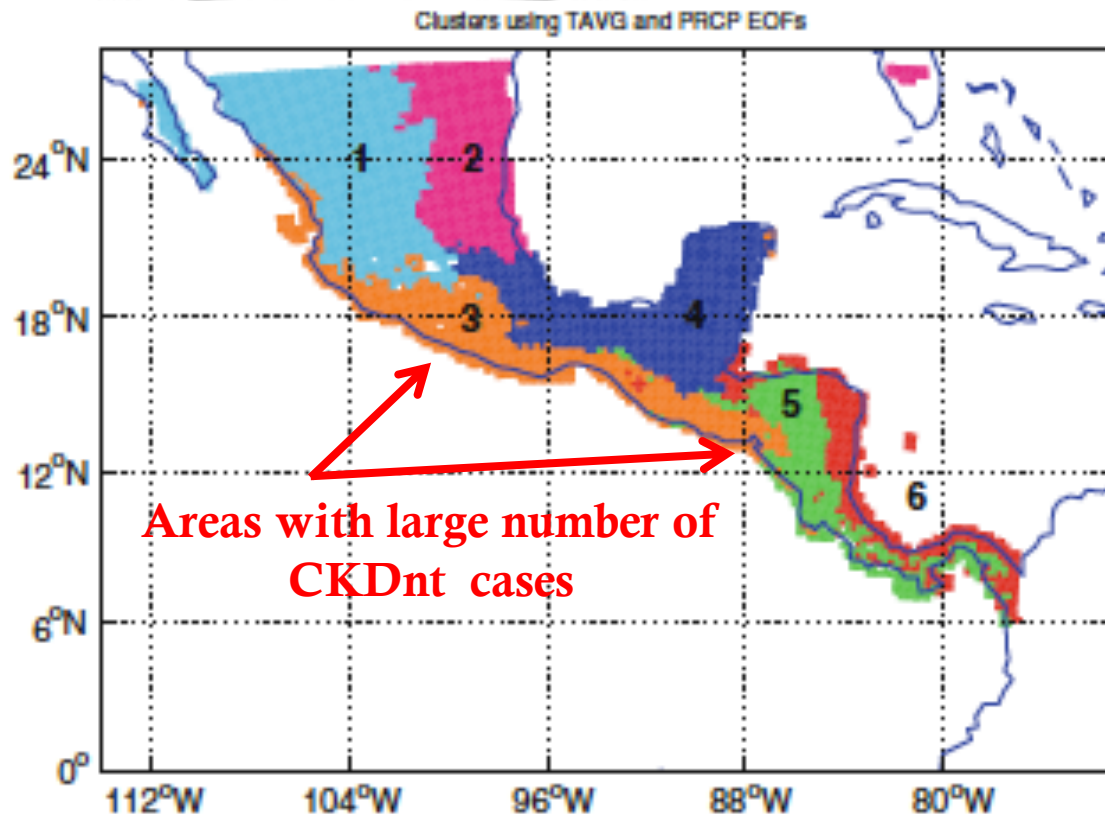 Clusters using TAVG and PRCP EOFs
24°N
1
2
18°N
3
4
5
12°N
6
Areas with large number of
CKDnt cases
6°N
0°
112°W 104°W 96°W 88°W 80°W